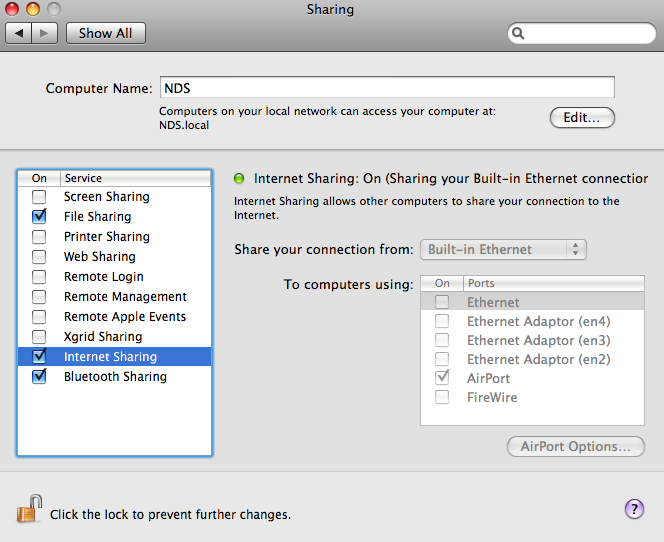 Sharing
Show All
Computer Name: NDS
Computers on your local network can access your computer at:
NDS.local
Edit...
On Service
Screen Sharing
File Sharing
Printer Sharing
Web Sharing
Remote Login
Remote Management
Remote Apple Events
Xgrid Sharing
Internet Sharing
Bluetooth Sharing
Internet Sharing: On (Sharing your Built-in Ethernet connection
Internet Sharing allows other computers to share your connection to the
Internet.
Share your connection from: Built-in Ethernet
To computers using:
On Ports
Ethernet
Ethernet Adaptor (en4)
Ethernet Adaptor (en3)
Ethernet Adaptor (en2)
AirPort
FireWire
AirPort Options...
Click the lock to prevent further changes.
?